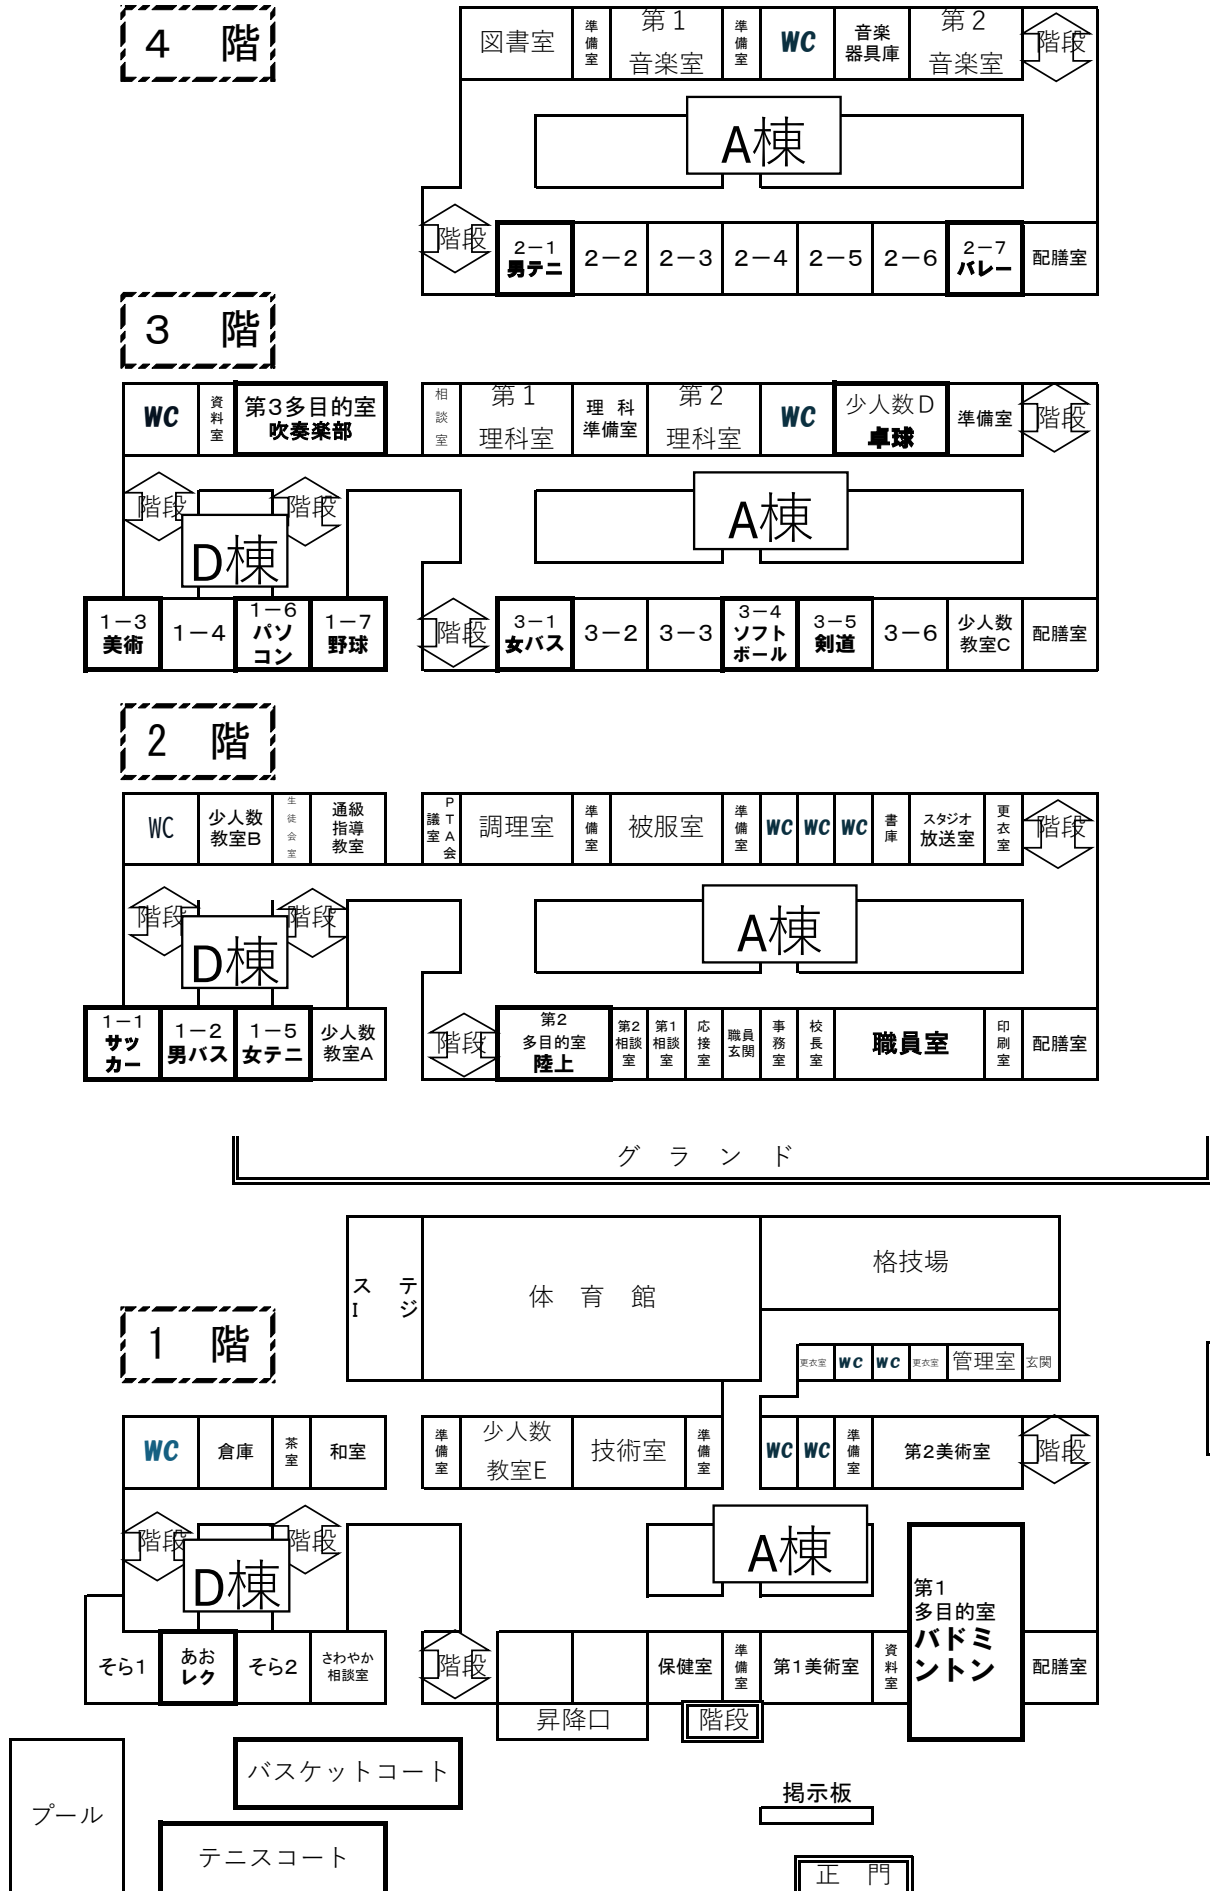 4 階
図書室
準備室
第1
音楽室
準備室
WC
音楽
器具庫
第2
音楽室
階段
A棟
階段
2－1
男テニ
2－2
2－3
2－4
2－5
2－6
2－7
バレー
配膳室
3 階
WC
資料室
第3多目的室
吹奏楽部
相談室
第1
理科室
理科
準備室
第2
理科室
WC
少人数D
卓球
準備室
階段
階段
階段
D棟
A棟
1－3
美術
1－4
1－6
パソ
コン
1－7
野球
階段
3－1
女バス
3－2
3－3
3－4
ソフト
ボール
3－5
剣道
3－6
少人数
教室C
配膳室
2 階
WC
少人数
教室B
生徒会室
通級
指導
教室
PTA会
議室
調理室
準備室
被服室
準備室
WC
WC
WC
書庫
スタジオ
放送室
更衣室
階段
階段
階段
D棟
A棟
1－1
サッ
カー
1－2
男バス
1－5
女テニ
少人数
教室A
階段
第2
多目的室
陸上
第2
相談
室
第1
相談
室
応接室
職員
玄関
事務室
校長室
職員室
印刷室
配膳室
グランド
1 階
ステ
Iジ
体育館
格技場
更衣室
WC
WC
更衣室
管理室
玄関
WC
倉庫
茶室
和室
準備室
少人数
教室E
技術室
準備室
WC
WC
準備室
第2美術室
階段
階段
階段
D棟
A棟
そら1
あお
レク
そら2
さわやか
相談室
階段
保健室
準備室
第1美術室
資料室
第1
多目的室
バドミ
ントン
配膳室
昇降口
階段
バスケットコート
掲示板
プール
テニスコート
正門